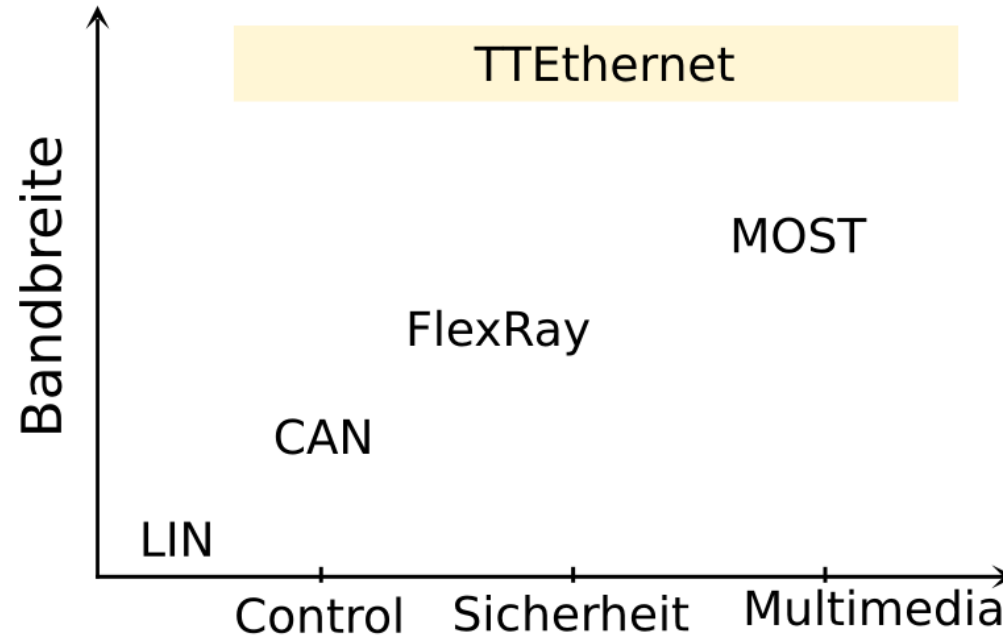 TTEthernet
MOST
FlexRay
CAN
LIN
Bandbreite
Control
Sicherheit
Multimedia